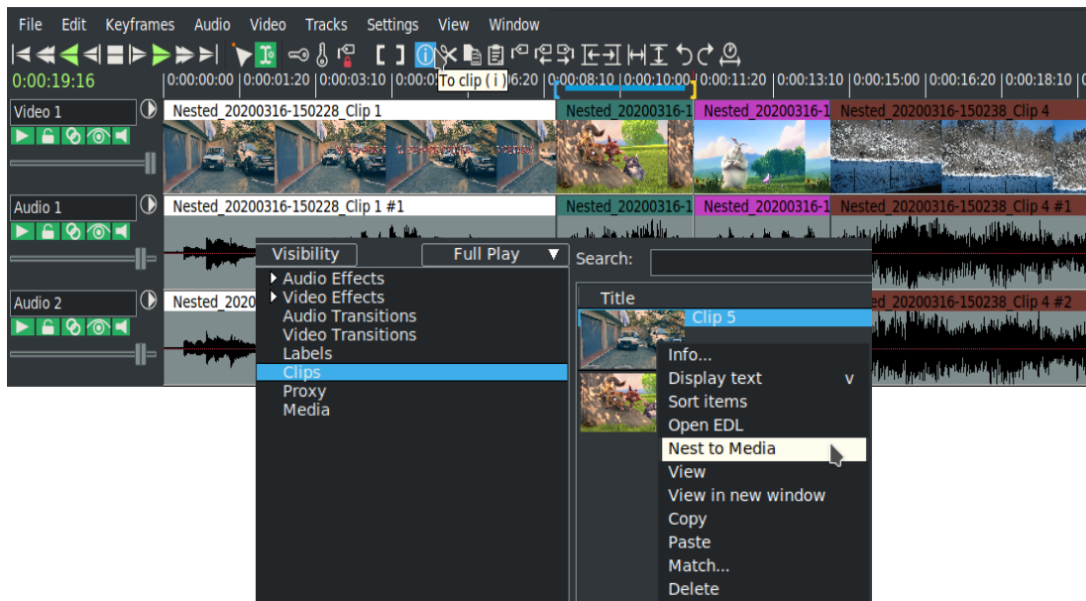 File Edit Keyframes Audio Video Tracks Settings View Window
0:00:19:16 0:00:00:00 0:00:01:20 0:00:03:10 0:00:0 To clip ( i ) 6:20 0:00:08:10 0:00:10:00 0:00:11:20 0:00:13:10 0:00:15:00 0:00:16:20 0:00:18:10
Video 1 Nested_20200316-150228_Clip 1 Nested_20200316-1 Nested_20200316-1 Nested_20200316-150238_Clip 4
Audio 1 Nested_20200316-150228_Clip 1 #1 Nested_20200316-1 Nested_20200316-1 Nested_20200316-150238_Clip 4 #1
Visibility Full Play Search:
Audio Effects
Video Effects
Audio Transitions
Video Transitions
Labels
Clips
Proxy
Media
Title
Clip 5
Info...
Display text v
Sort items
Open EDL
Nest to Media
View
View in new window
Copy
Paste
Match...
Delete
Audio 2 Nested_2020 ed_20200316-150238_Clip 4 #2